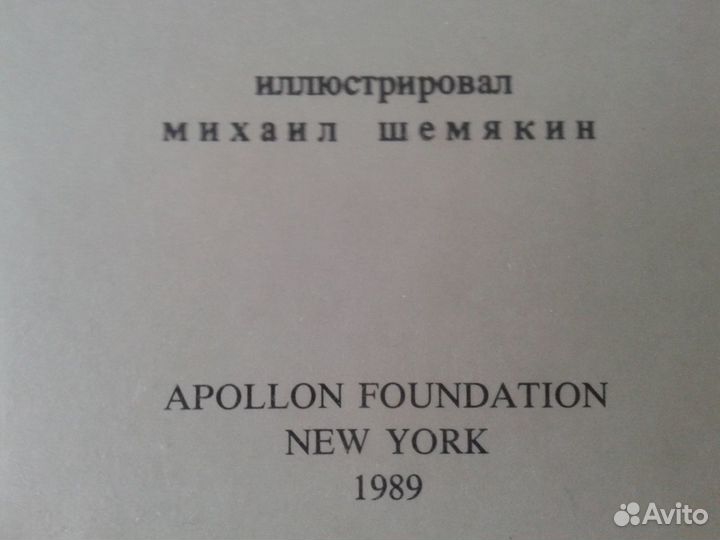 иллюстрировал
михаил шемякин
APOLLON FOUNDATION
NEW YORK
1989
Avito